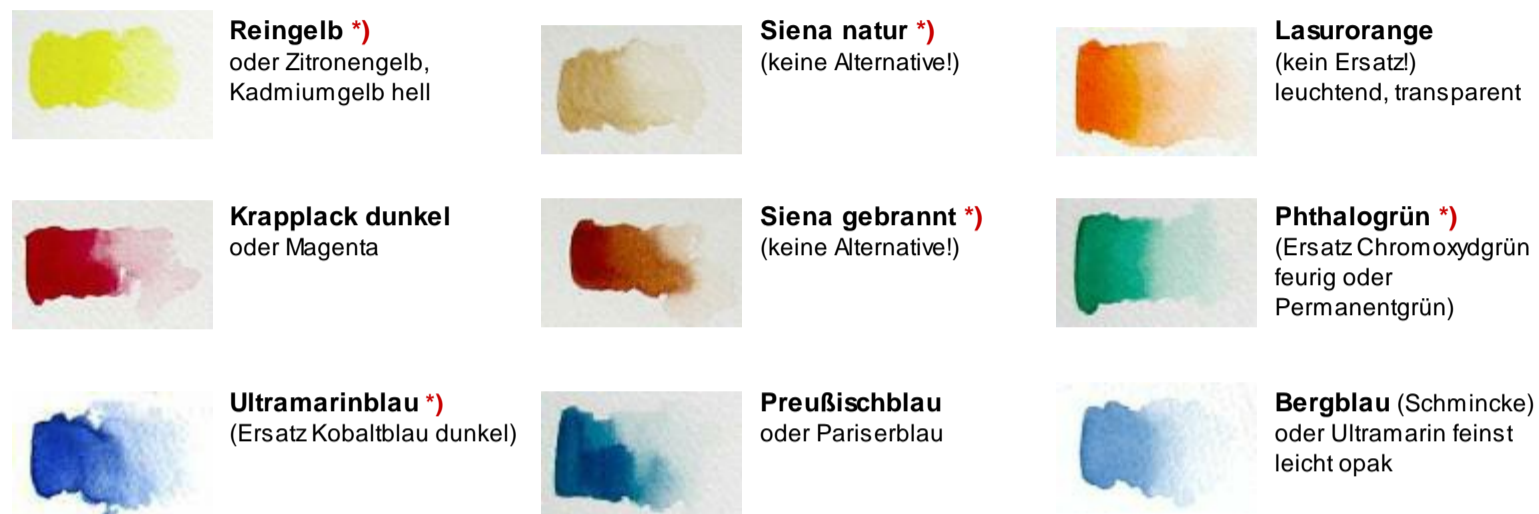 Reingelb *)
oder Zitronengelb,
Kadmiumgelb hell
Siena natur *)
(keine Alternative!)
Lasurorange
(kein Ersatz!)
leuchtend, transparent
Krapplack dunkel
oder Magenta
Siena gebrannt *)
(keine Alternative!)
Phthalogrün *)
(Ersatz Chromoxydgrün
feurig oder
Permanentgrün)
Ultramarinblau *)
(Ersatz Kobaltblau dunkel)
Preußischblau
oder Pariserblau
Bergblau (Schmincke)
oder Ultramarin feinst
leicht opak